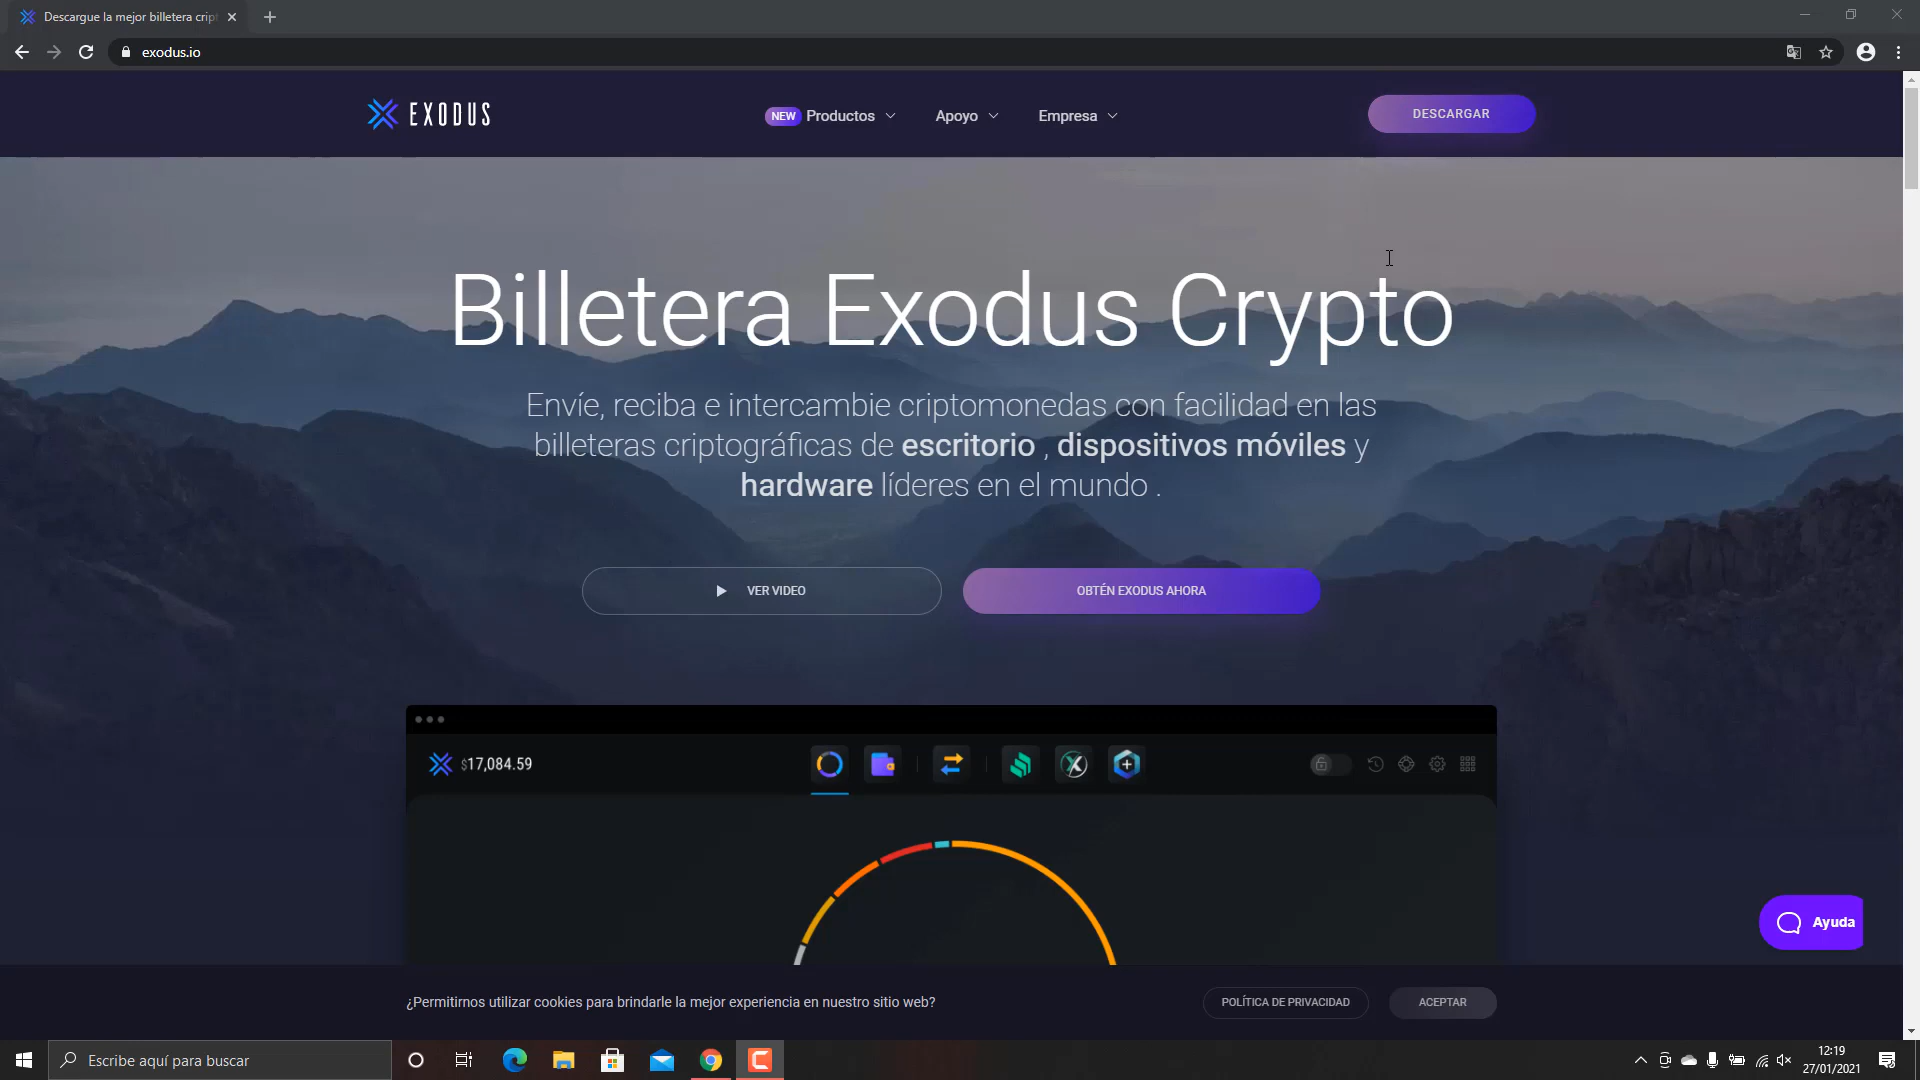 Descargue la mejor billetera crip
exodus.io
EXODUS
NEW Productos
Apoyo
Empresa
DESCARGAR
Billetera Exodus Crypto
Envíe, reciba e intercambie criptomonedas con facilidad en las
billeteras criptográficas de escritorio , dispositivos móviles y
hardware líderes en el mundo .
VER VIDEO
OBTÉN EXODUS AHORA
$17,084.59
Ayuda
¿Permitirnos utilizar cookies para brindarle la mejor experiencia en nuestro sitio web?
POLÍTICA DE PRIVACIDAD
ACEPTAR
Escribe aquí para buscar
12:19
27/01/2021